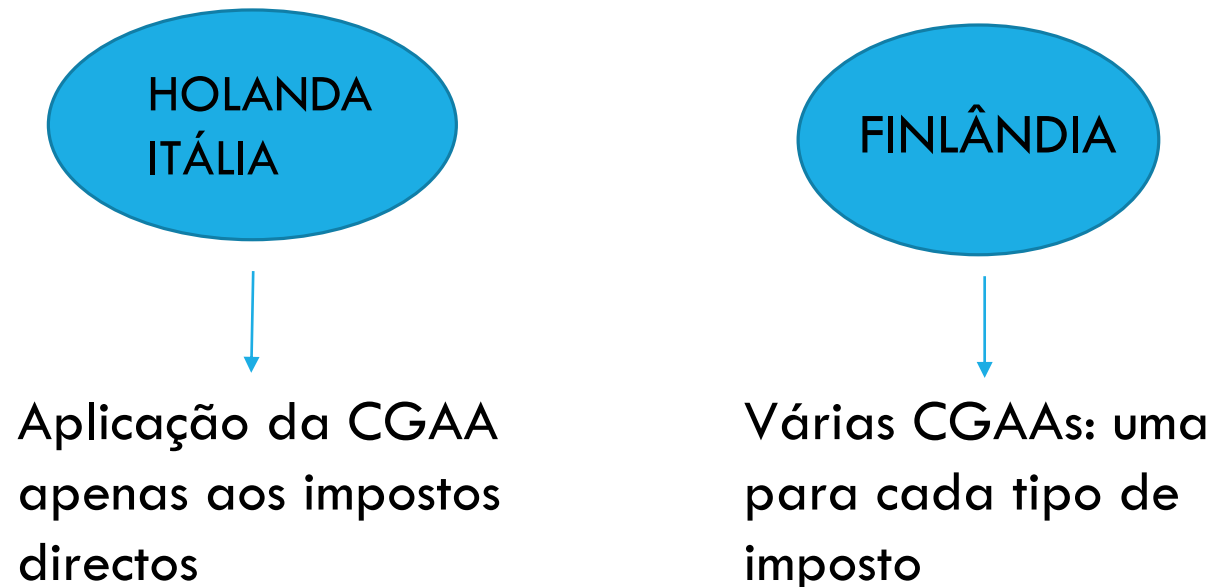 HOLANDA
ITÁLIA
FINLÂNDIA
Aplicação da CGAA
apenas aos impostos
directos
Várias CGAAs: uma
para cada tipo de
imposto